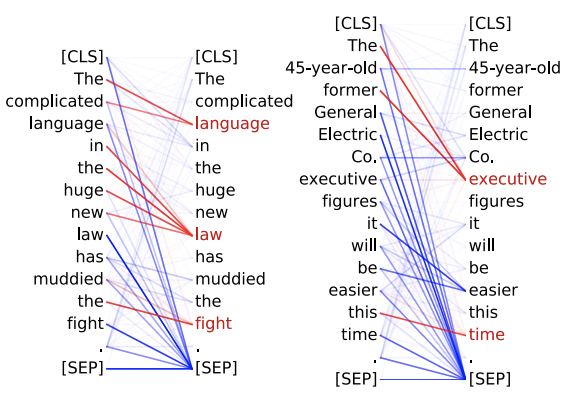 [CLS] [CLS]
The The
complicated complicated
language language
in in
the the
huge huge
new new
law law
has has
muddied muddied
the the
fight fight
. .
[SEP] [SEP]
[CLS] [CLS]
The The
45-year-old 45-year-old
former former
General General
Electric Electric
Co. Co.
executive executive
figures figures
it it
will will
be be
easier easier
this this
time time
. .
[SEP] [SEP]